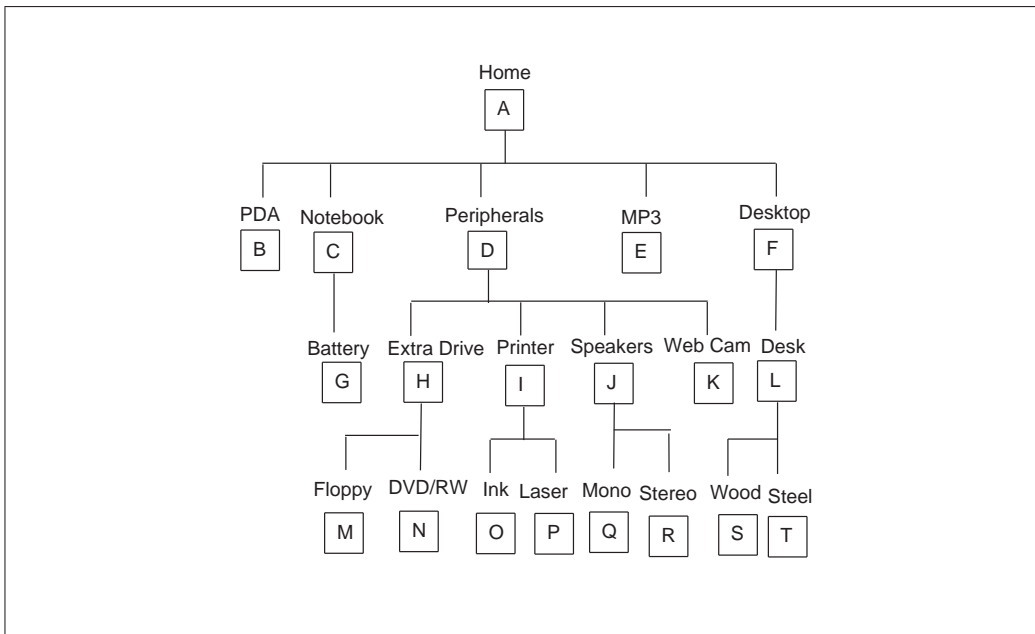 Home
A
PDA Notebook Peripherals MP3 Desktop
B C D E F
Battery Extra Drive Printer Speakers Web Cam Desk
G H I J K L
Floppy DVD/RW Ink Laser Mono Stereo Wood Steel
M N O P Q R S T